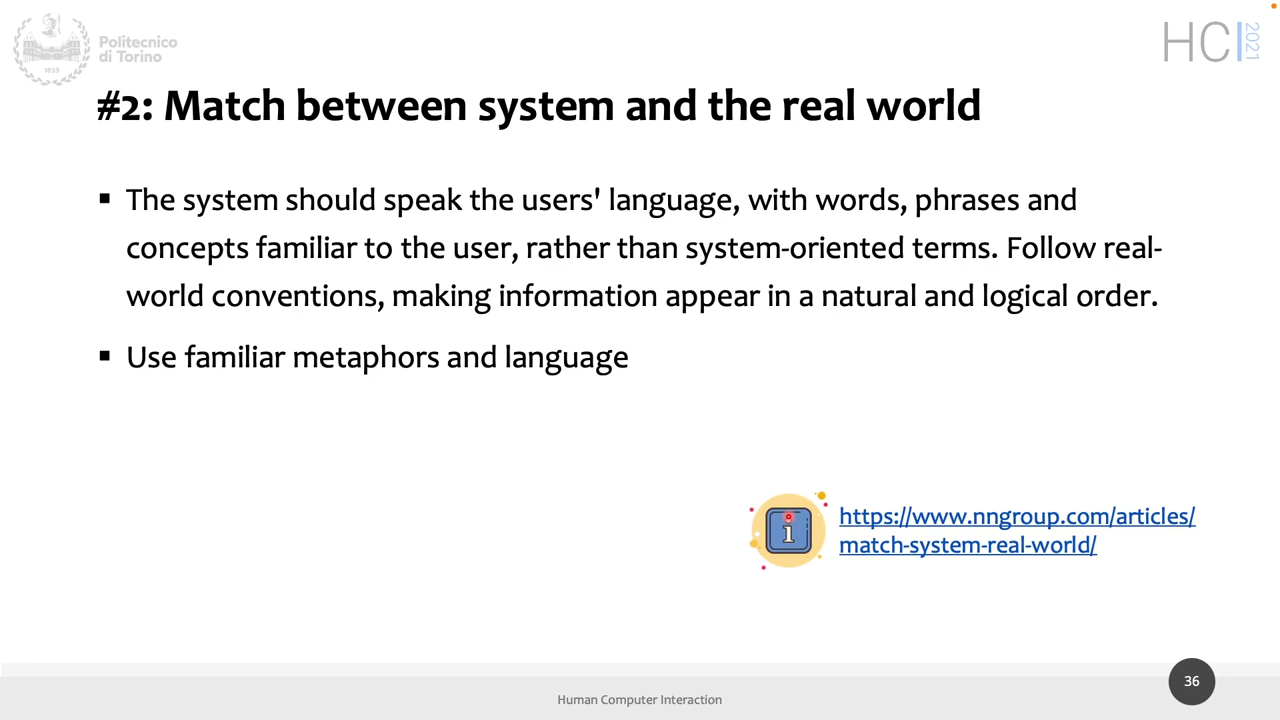 Politecnico
di Torino
1859
HCI 2021
#2: Match between system and the real world
▪ The system should speak the users' language, with words, phrases and
concepts familiar to the user, rather than system-oriented terms. Follow real-
world conventions, making information appear in a natural and logical order.
▪ Use familiar metaphors and language
i
https://www.nngroup.com/articles/
match-system-real-world/
36
Human Computer Interaction